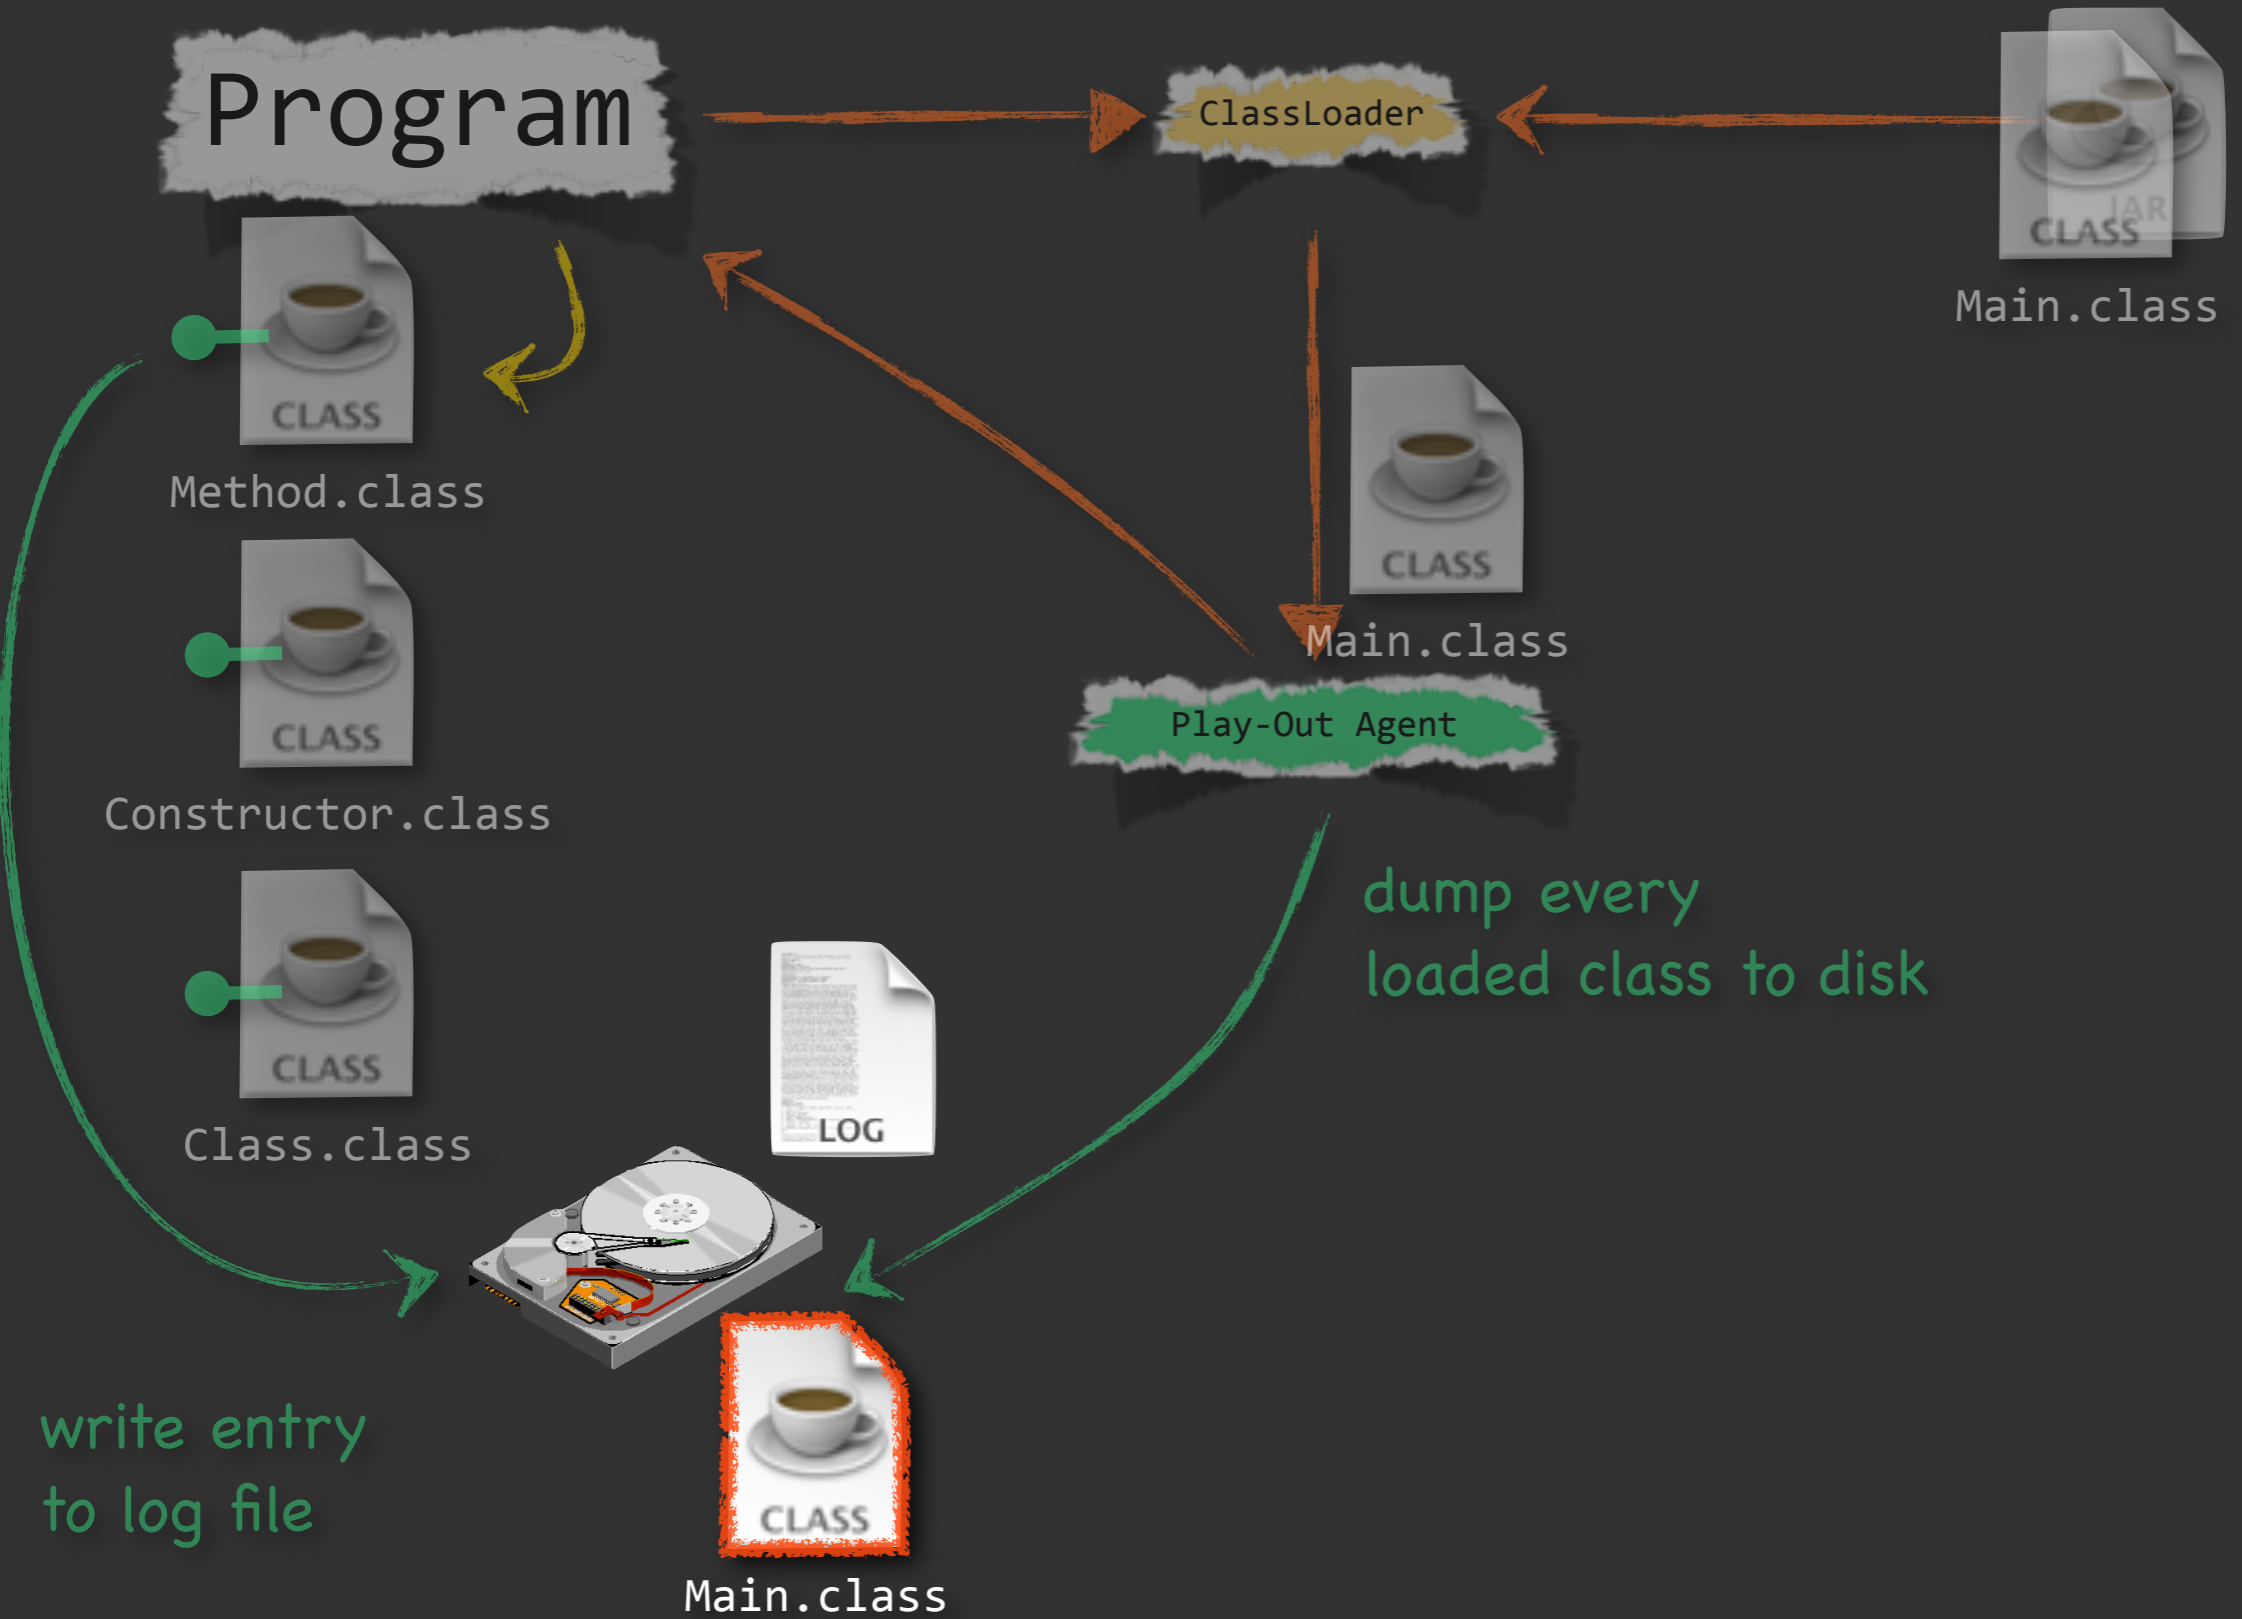 Program
ClassLoader
JAR
CLASS
Main.class
CLASS
Method.class
CLASS
Main.class
CLASS
Constructor.class
Play-Out Agent
dump every
loaded class to disk
CLASS
Class.class
LOG
write entry
to log file
CLASS
Main.class